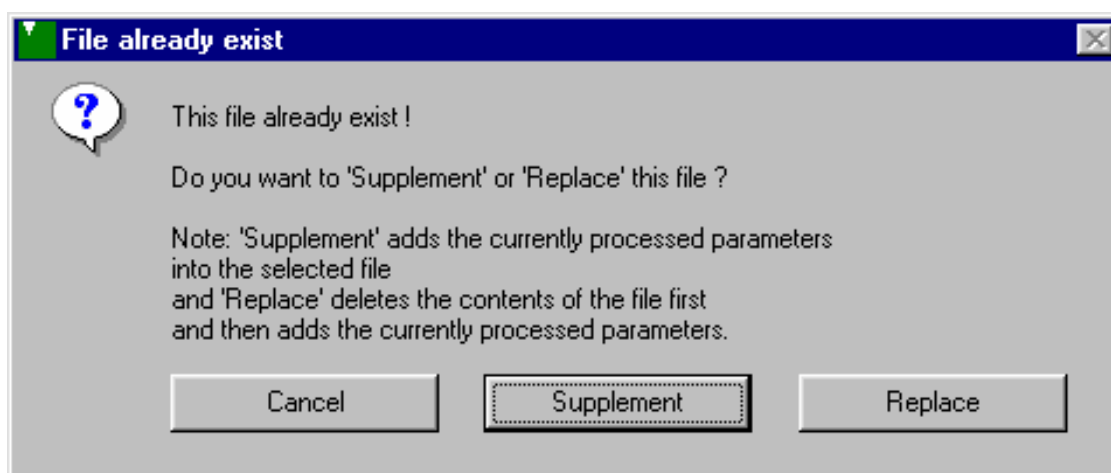 File already exist
?
This file already exist !
Do you want to 'Supplement' or 'Replace' this file ?
Note: 'Supplement' adds the currently processed parameters
into the selected file
and 'Replace' deletes the contents of the file first
and then adds the currently processed parameters.
Cancel Supplement Replace